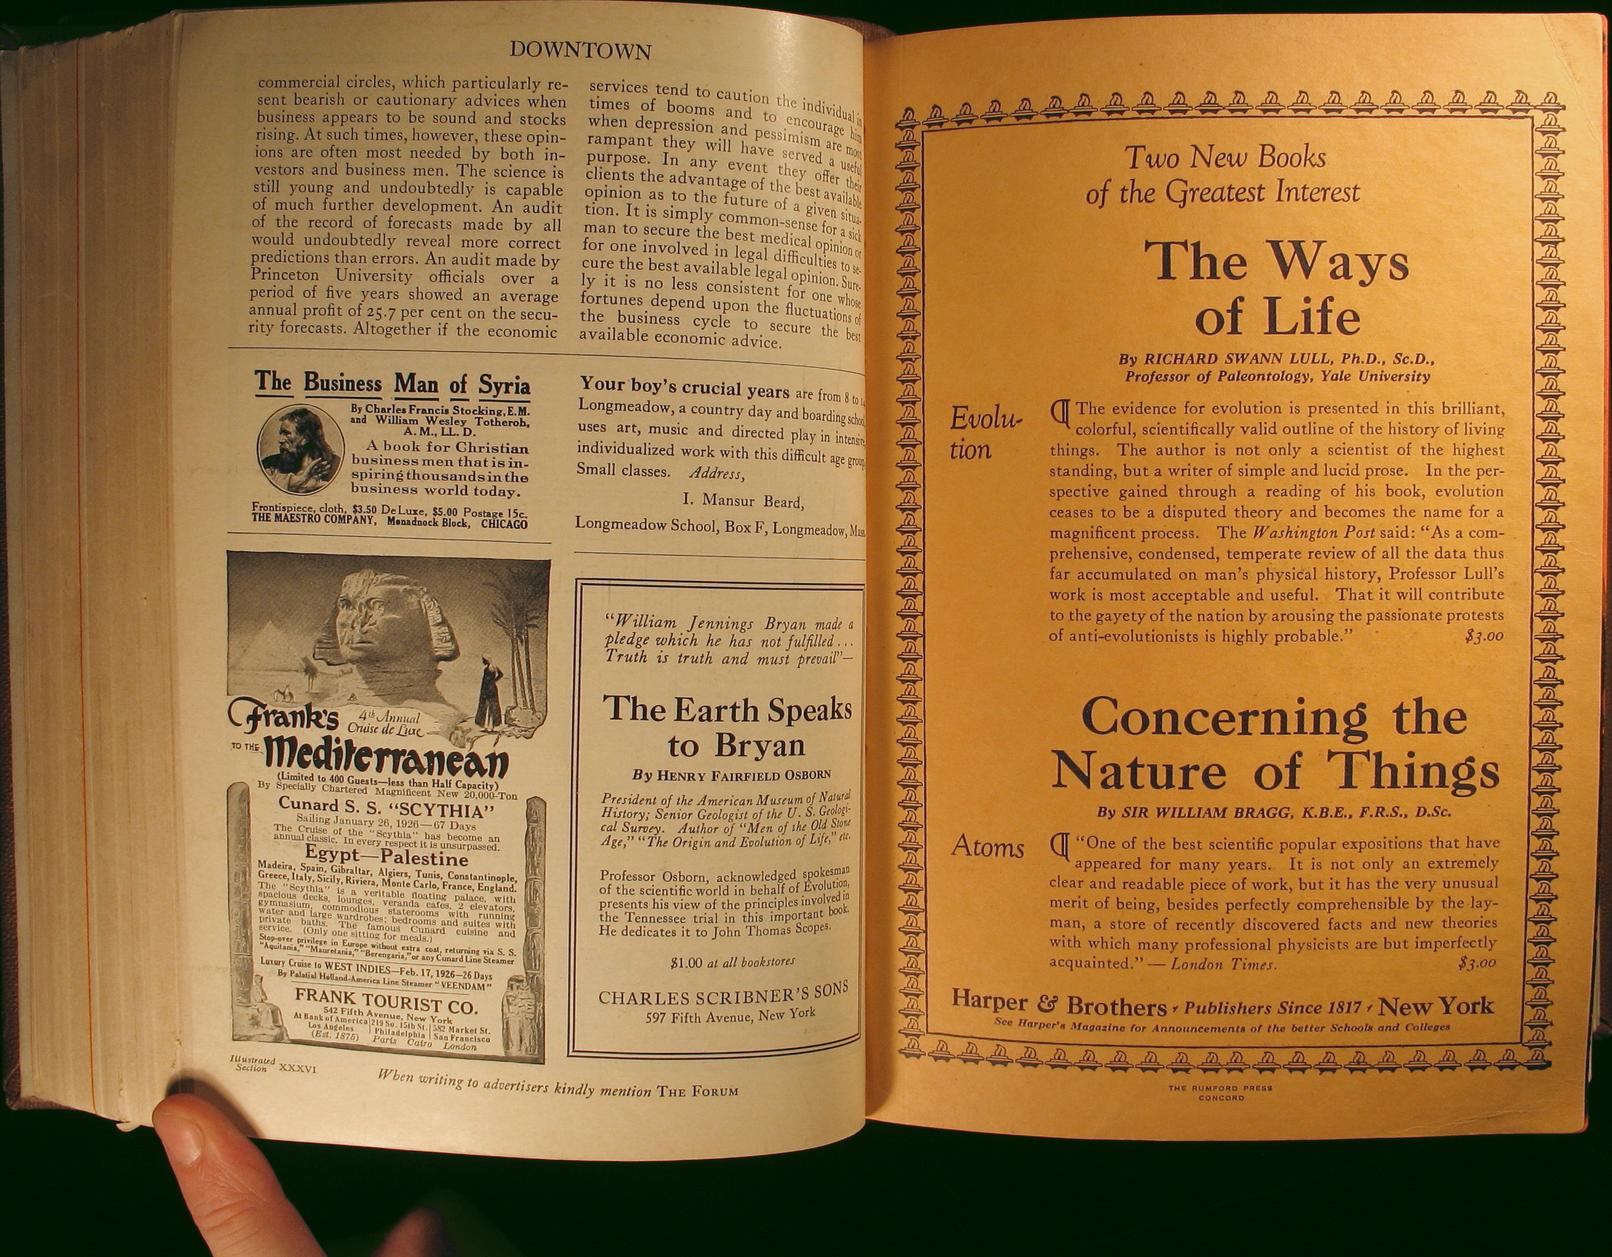 DOWNTOWN
commercial circles, which particularly re-
sent bearish or cautionary advices when
business appears to be sound and stocks
rising. At such times, however, these opin-
ions are often most needed by both in-
vestors and business men. The science is
still young and undoubtedly is capable
of much further development. An audit
of the record of forecasts made by all
would undoubtedly reveal more correct
predictions than errors. An audit made by
Princeton University officials over a
period of five years showed an average
annual profit of 25.7 per cent on the secu-
rity forecasts. Altogether if the economic
services tend to caution the individual in
times of booms and to encourage him
when depression and pessimism are most
rampant they will have served a useful
purpose. In any event they offer their
clients the advantage of the best available
opinion as to the future of a given situa-
tion. It is simply common-sense for a sick
man to secure the best medical opinion or
for one involved in legal difficulties to se-
cure the best available legal opinion. Sure-
ly it is no less consistent for one whose
fortunes depend upon the fluctuations of
the business cycle to secure the best
available economic advice.
The Business Man of Syria
By Charles Francis Stocking, E.M.
and William Wesley Totheroh,
A. M., LL. D.
A book for Christian
business men that is in-
spiring thousands in the
business world today.
Frontispiece, cloth, $3.50 DeLuxe, $5.00 Postage 15c.
THE MAESTRO COMPANY, Monadnock Block, CHICAGO
Your boy's crucial years are from 8 to
Longmeadow, a country day and boarding school
uses art, music and directed play in intensive
individualized work with this difficult age group.
Small classes. Address,
I. Mansur Beard,
Longmeadow School, Box F, Longmeadow, Mass.
Frank's 4th Annual
Cruise de Luxe
TO THE Mediterranean
(Limited to 400 Guests—less than Half Capacity)
By Specially Chartered Magnificent New 20,000-Ton
Cunard S. S. "SCYTHIA"
Sailing January 26, 1926—67 Days
The Cruise of the "Scythia" has become an
annual classic. In every respect it is unsurpassed.
Egypt—Palestine
Madeira, Spain, Gibraltar, Algiers, Tunis, Constantinople,
Greece, Italy, Sicily, Riviera, Monte Carlo, France, England.
The "Scythia" is a veritable floating palace, with
spacious decks, lounges, veranda cafes, 2 elevators,
gymnasium, commodious staterooms with running
water and large wardrobes; bedrooms and suites with
private baths. The famous Cunard cuisine and
service. (Only one sitting for meals.)
Stop-over privilege in Europe without extra cost, returning via S. S.
"Aquitania," "Mauretania," "Berengaria," or any Cunard Line Steamer
Luxury Cruise to WEST INDIES—Feb. 17, 1926—26 Days
By Palatial Holland-America Line Steamer "VEENDAM"
FRANK TOURIST CO.
542 Fifth Avenue, New York
At Bank of America | 219 So. 15th St. | 582 Market St.
Los Angeles | Philadelphia | San Francisco
(Est. 1875) Paris Cairo London
"William Jennings Bryan made a
pledge which he has not fulfilled . . .
Truth is truth and must prevail"—
The Earth Speaks
to Bryan
By HENRY FAIRFIELD OSBORN
President of the American Museum of Natural
History; Senior Geologist of the U. S. Geologi-
cal Survey. Author of "Men of the Old Stone
Age," "The Origin and Evolution of Life," etc.
Professor Osborn, acknowledged spokesman
of the scientific world in behalf of Evolution,
presents his view of the principles involved in
the Tennessee trial in this important book.
He dedicates it to John Thomas Scopes.
$1.00 at all bookstores
CHARLES SCRIBNER'S SONS
597 Fifth Avenue, New York
Illustrated
Section XXXVI
When writing to advertisers kindly mention THE FORUM
Two New Books
of the Greatest Interest
The Ways
of Life
By RICHARD SWANN LULL, Ph.D., Sc.D.,
Professor of Paleontology, Yale University
Evolu-
tion
¶ The evidence for evolution is presented in this brilliant,
colorful, scientifically valid outline of the history of living
things. The author is not only a scientist of the highest
standing, but a writer of simple and lucid prose. In the per-
spective gained through a reading of his book, evolution
ceases to be a disputed theory and becomes the name for a
magnificent process. The Washington Post said: "As a com-
prehensive, condensed, temperate review of all the data thus
far accumulated on man's physical history, Professor Lull's
work is most acceptable and useful. That it will contribute
to the gayety of the nation by arousing the passionate protests
of anti-evolutionists is highly probable." $3.00
Concerning the
Nature of Things
By SIR WILLIAM BRAGG, K.B.E., F.R.S., D.Sc.
Atoms
¶ "One of the best scientific popular expositions that have
appeared for many years. It is not only an extremely
clear and readable piece of work, but it has the very unusual
merit of being, besides perfectly comprehensible by the lay-
man, a store of recently discovered facts and new theories
with which many professional physicists are but imperfectly
acquainted." — London Times. $3.00
Harper & Brothers Publishers Since 1817 New York
See Harper's Magazine for Announcements of the better Schools and Colleges
THE RUMFORD PRESS
CONCORD